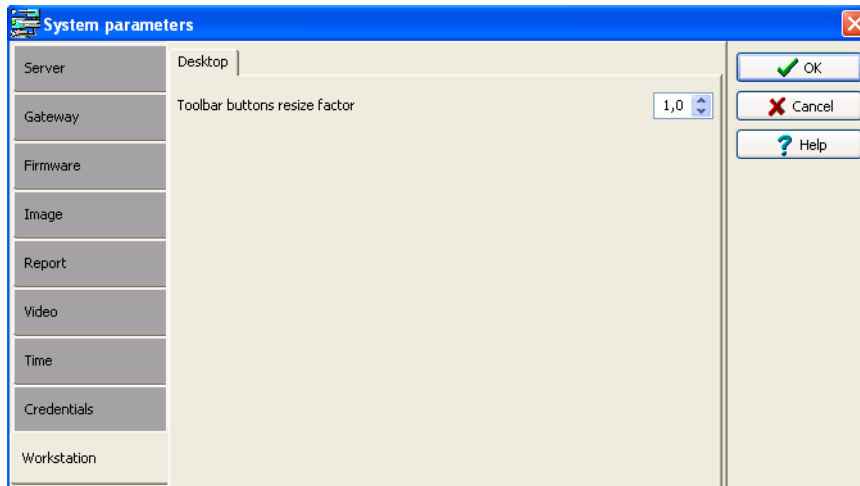 System parameters
Server
Gateway
Firmware
Image
Report
Video
Time
Credentials
Workstation
Desktop
Toolbar buttons resize factor 1,0
OK
Cancel
? Help